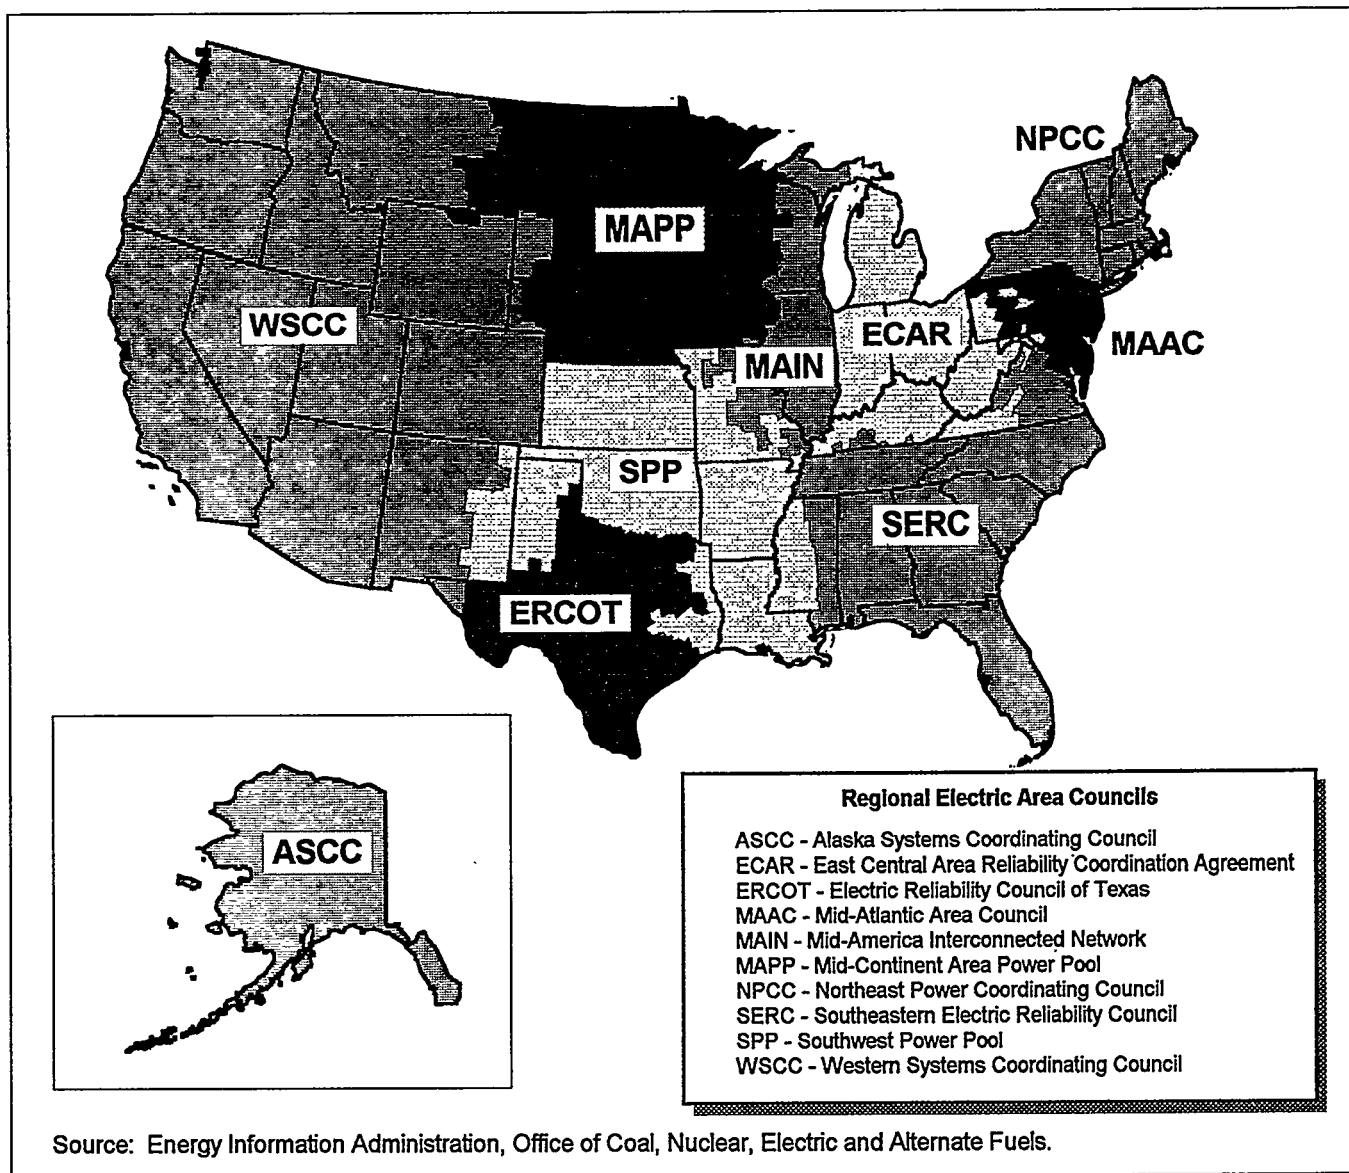 NPCC
MAPP
WSCC
ECAR
MAAC
MAIN
SPP
SERC
ERCOT
ASCC
Regional Electric Area Councils
ASCC - Alaska Systems Coordinating Council
ECAR - East Central Area Reliability Coordination Agreement
ERCOT - Electric Reliability Council of Texas
MAAC - Mid-Atlantic Area Council
MAIN - Mid-America Interconnected Network
MAPP - Mid-Continent Area Power Pool
NPCC - Northeast Power Coordinating Council
SERC - Southeastern Electric Reliability Council
SPP - Southwest Power Pool
WSCC - Western Systems Coordinating Council
Source: Energy Information Administration, Office of Coal, Nuclear, Electric and Alternate Fuels.